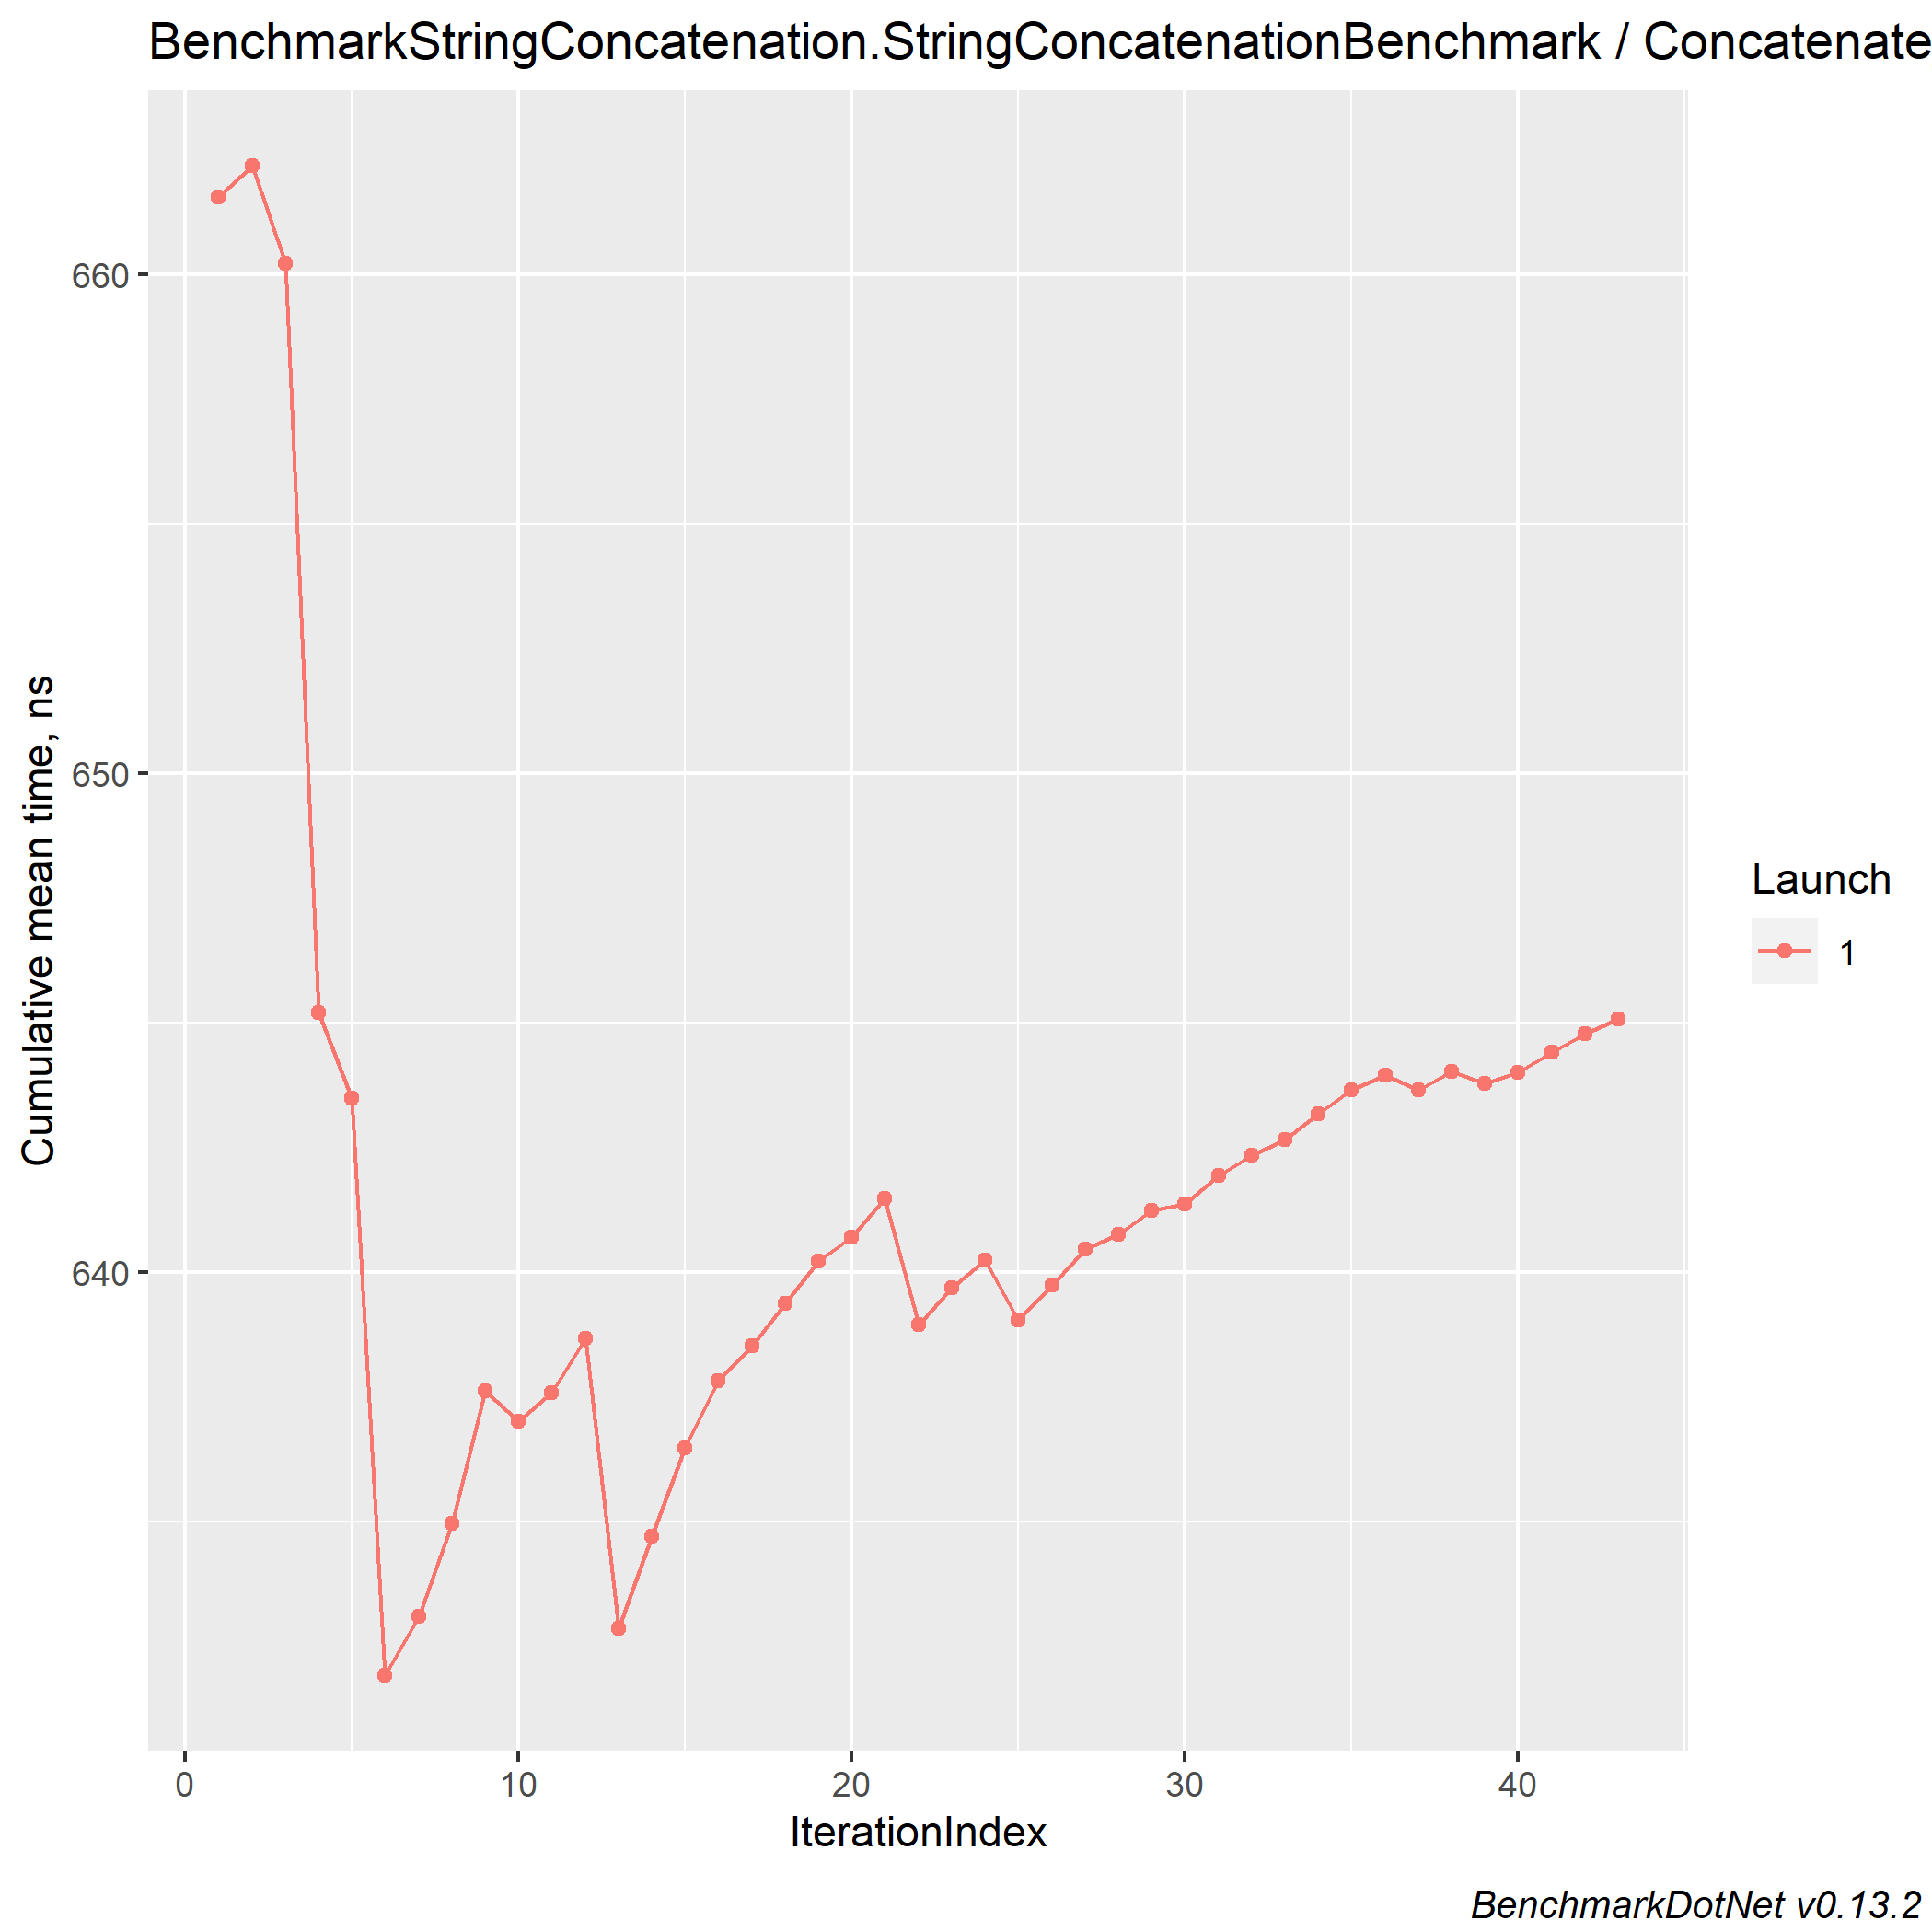 BenchmarkStringConcatenation.StringConcatenationBenchmark / Concatenate
Cumulative mean time, ns
660
650
640
0 10 20 30 40
IterationIndex
Launch
1
BenchmarkDotNet v0.13.2